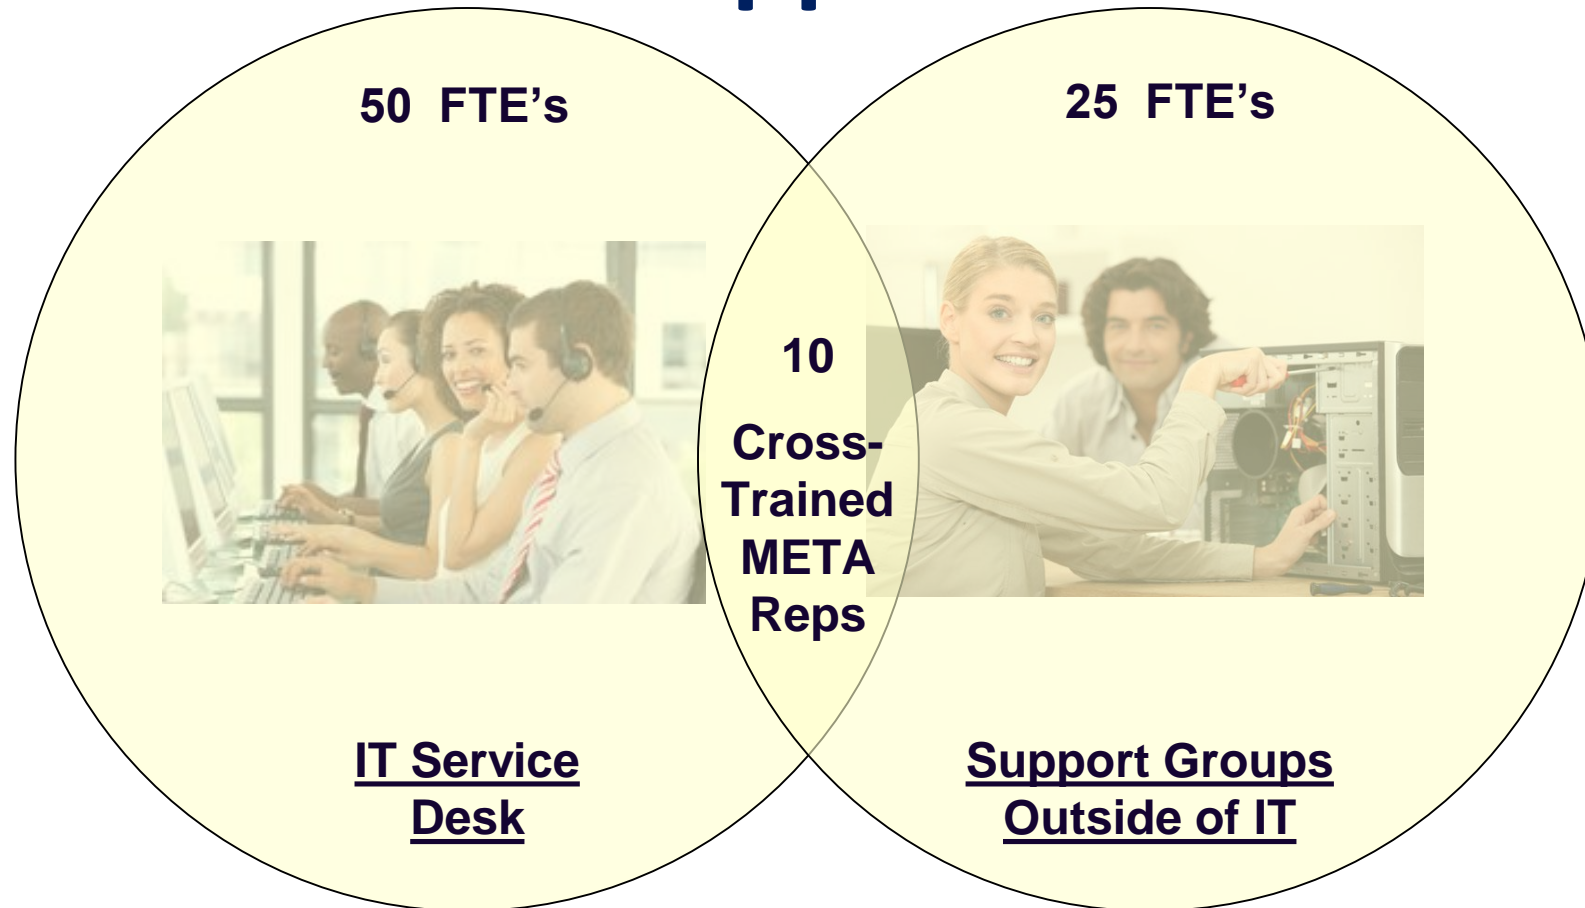 50 FTE’s
25 FTE’s
10
Cross-
Trained
META
Reps
IT Service
Desk
Support Groups
Outside of IT